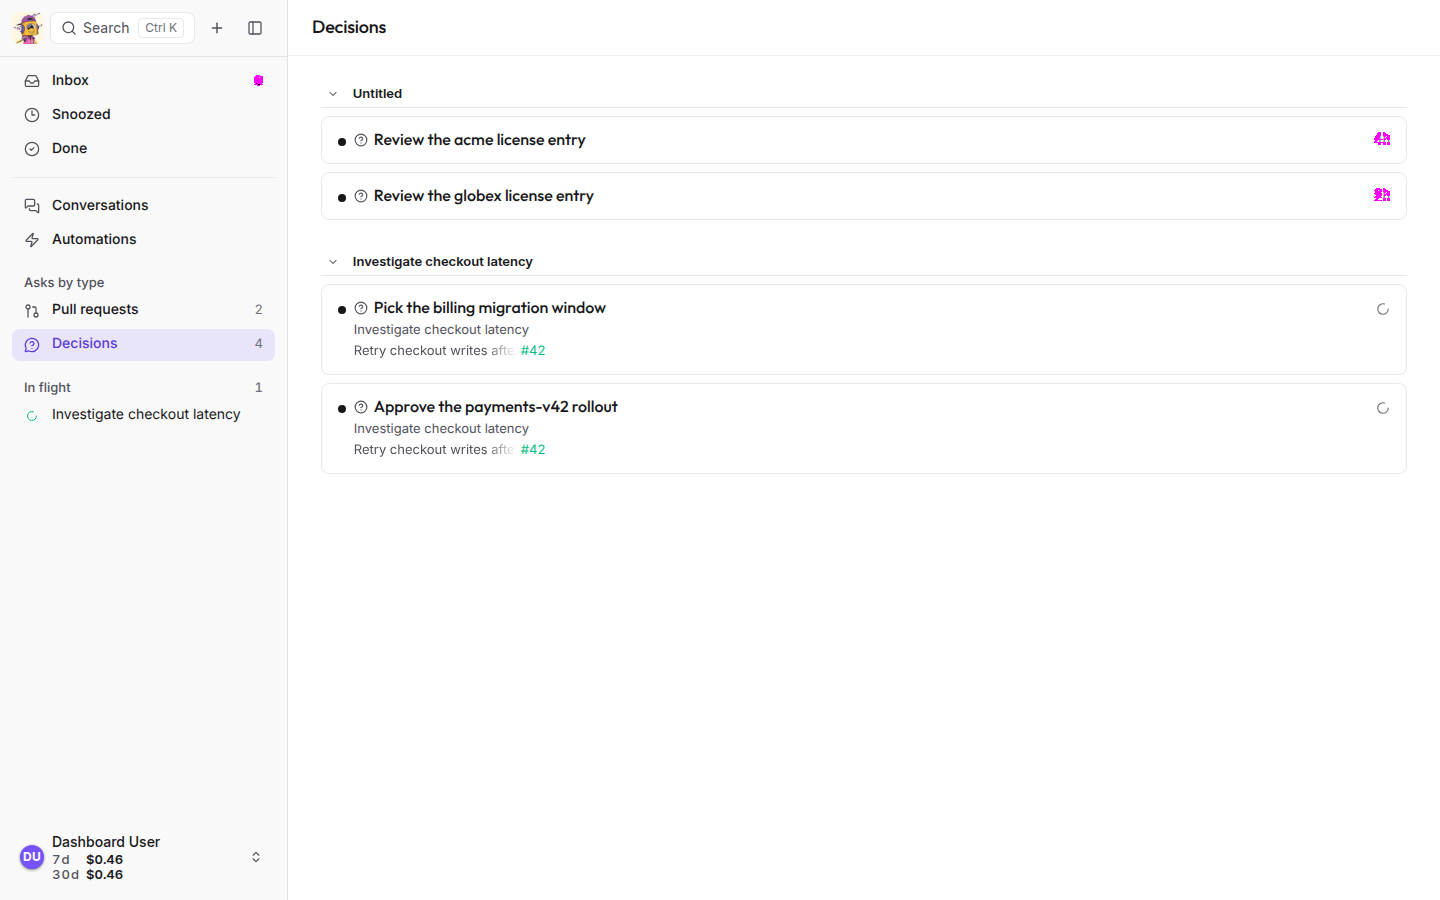 Search Ctrl K
Decisions
Inbox
Snoozed
Done
Conversations
Automations
Asks by type
Pull requests 2
Decisions 4
In flight 1
Investigate checkout latency
Dashboard User
DU
7d $0.46
30d $0.46
Untitled
Review the acme license entry
Review the globex license entry
Investigate checkout latency
Pick the billing migration window
Investigate checkout latency
Retry checkout writes afte #42
Approve the payments-v42 rollout
Investigate checkout latency
Retry checkout writes afte #42